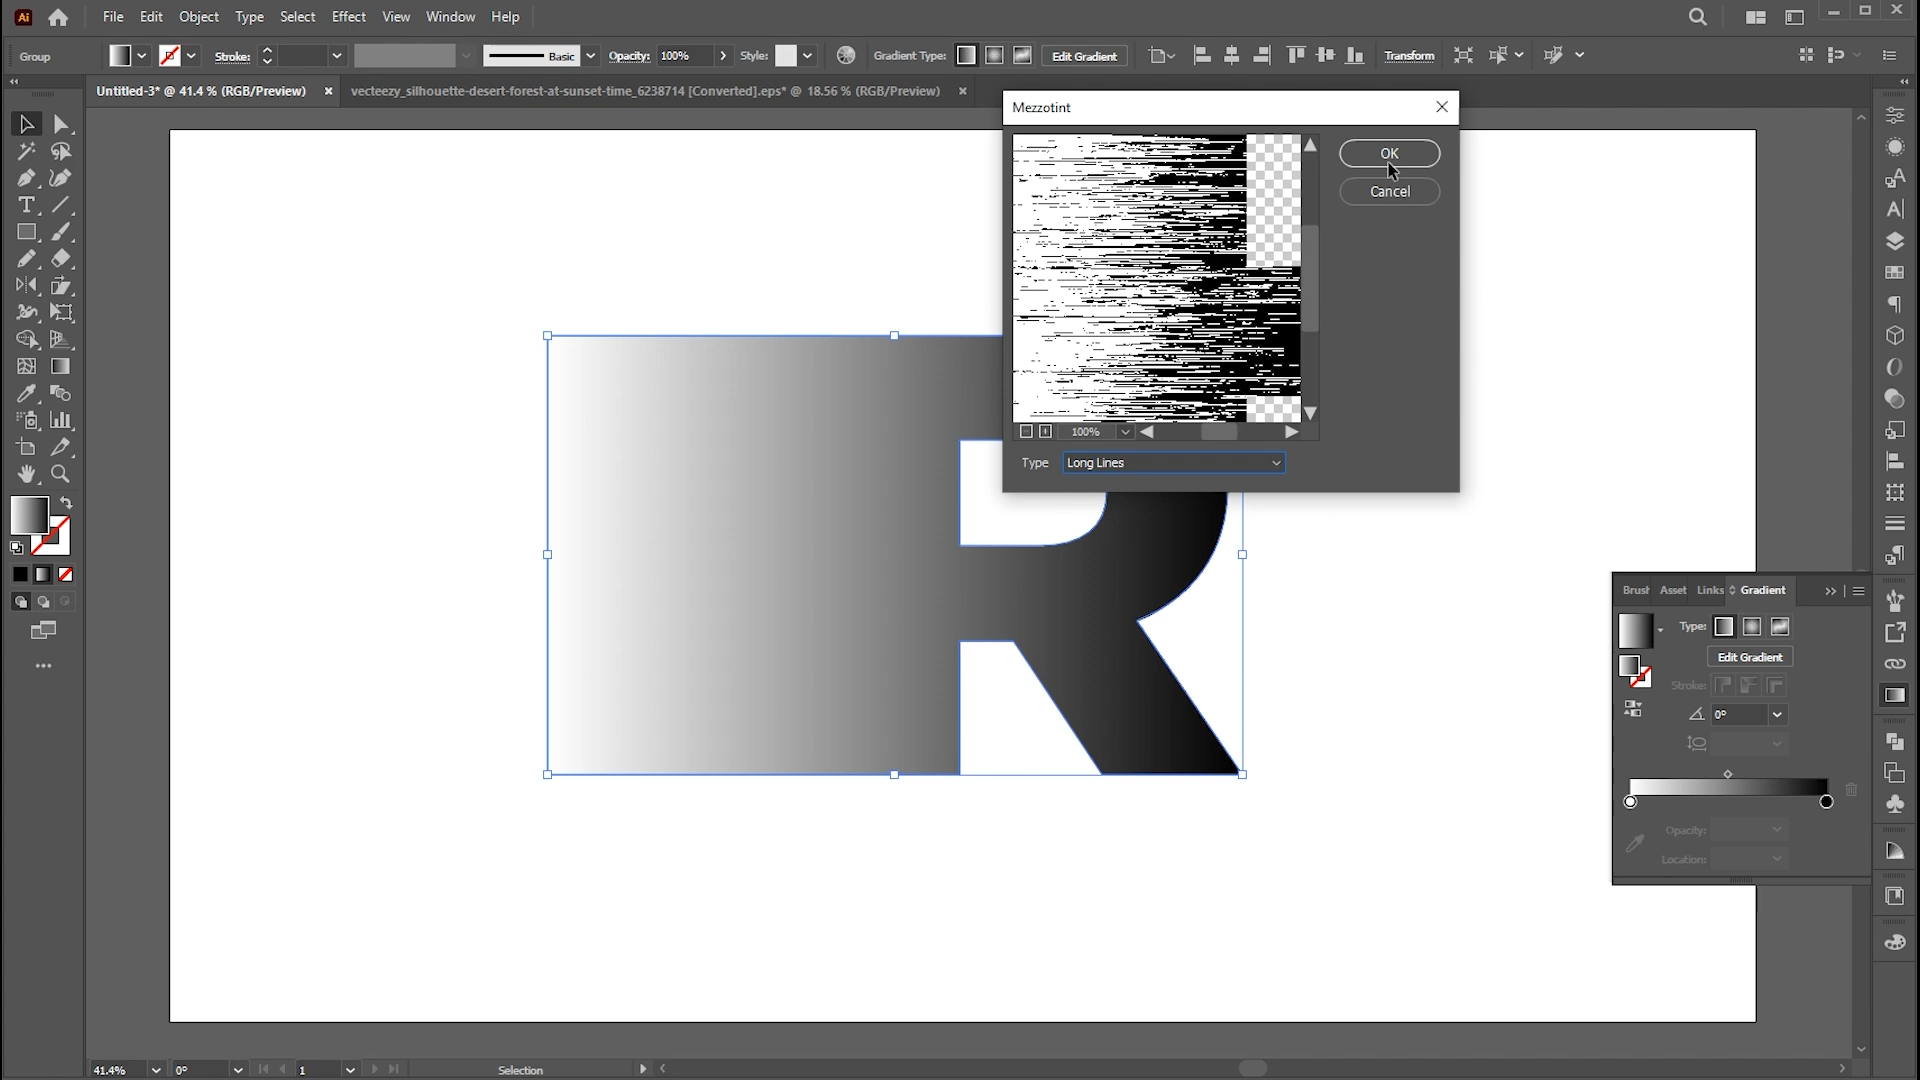 Ai File Edit Object Type Select Effect View Window Help
Group Stroke: Basic Opacity: 100% Style: Gradient Type: Edit Gradient Transform
Untitled-3* @ 41.4 % (RGB/Preview) vecteezy_silhouette-desert-forest-at-sunset-time_6238714 [Converted].eps* @ 18.56 % (RGB/Preview)
Mezzotint
OK
Cancel
100%
Type Long Lines
R
Brush Asset Links Gradient
Type:
Edit Gradient
Stroke:
0°
Opacity:
Location:
41.4% 0° 1 Selection